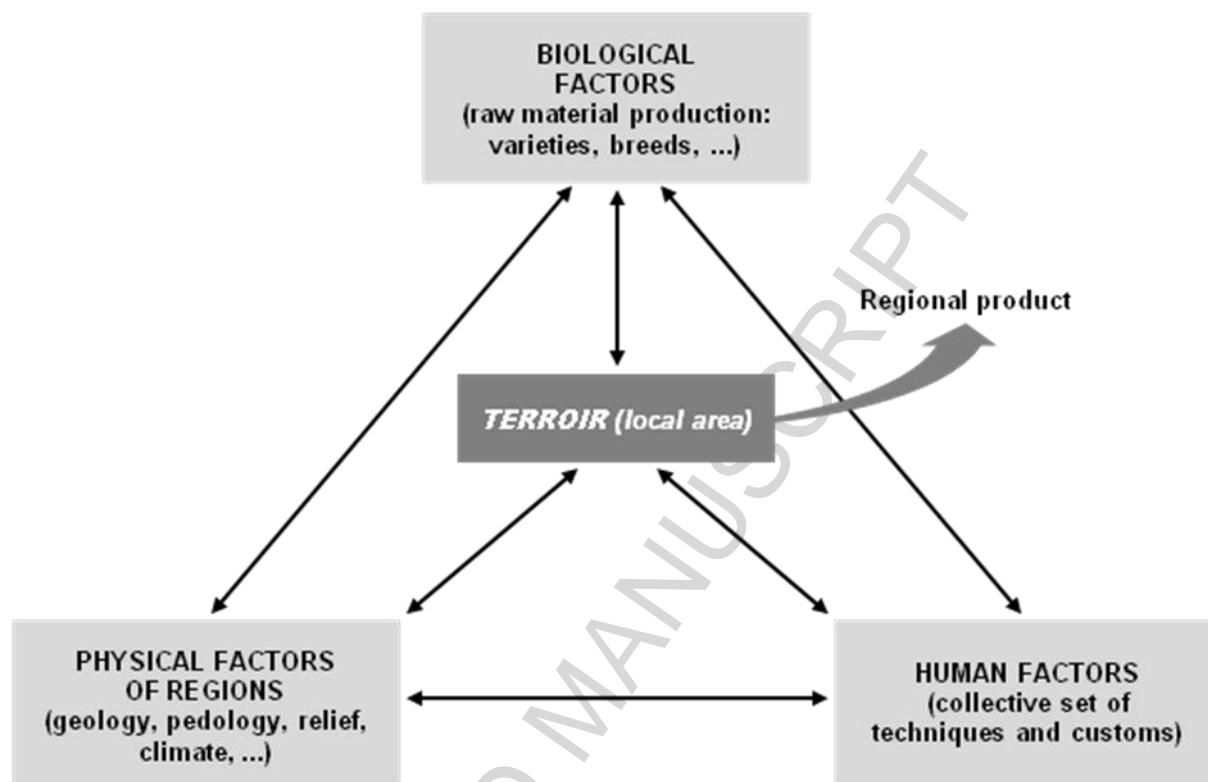 BIOLOGICAL
FACTORS
(raw material production:
varieties, breeds, ...)
Regional product
TERROIR (local area)
PHYSICAL FACTORS
OF REGIONS
(geology, pedology, relief,
climate, ...)
HUMAN FACTORS
(collective set of
techniques and customs)
MANUSCRIPT